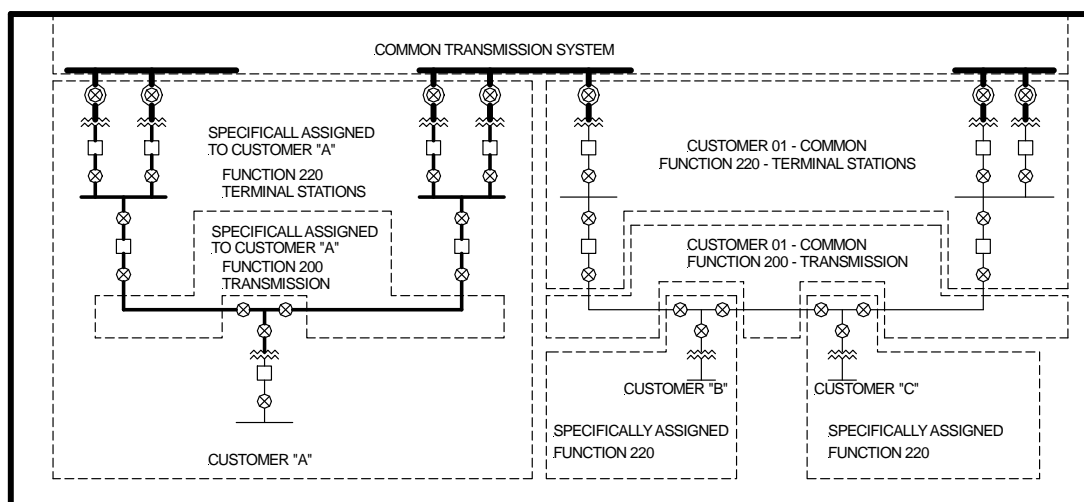 COMMON TRANSMISSION SYSTEM
SPECIFICALL ASSIGNED
TO CUSTOMER "A"
FUNCTION 220
TERMINAL STATIONS
SPECIFICALL ASSIGNED
TO CUSTOMER "A"
FUNCTION 200
TRANSMISSION
CUSTOMER "A"
CUSTOMER 01 - COMMON
FUNCTION 220 - TERMINAL STATIONS
CUSTOMER 01 - COMMON
FUNCTION 200 - TRANSMISSION
CUSTOMER "B"
SPECIFICALLY ASSIGNED
FUNCTION 220
CUSTOMER "C"
SPECIFICALLY ASSIGNED
FUNCTION 220